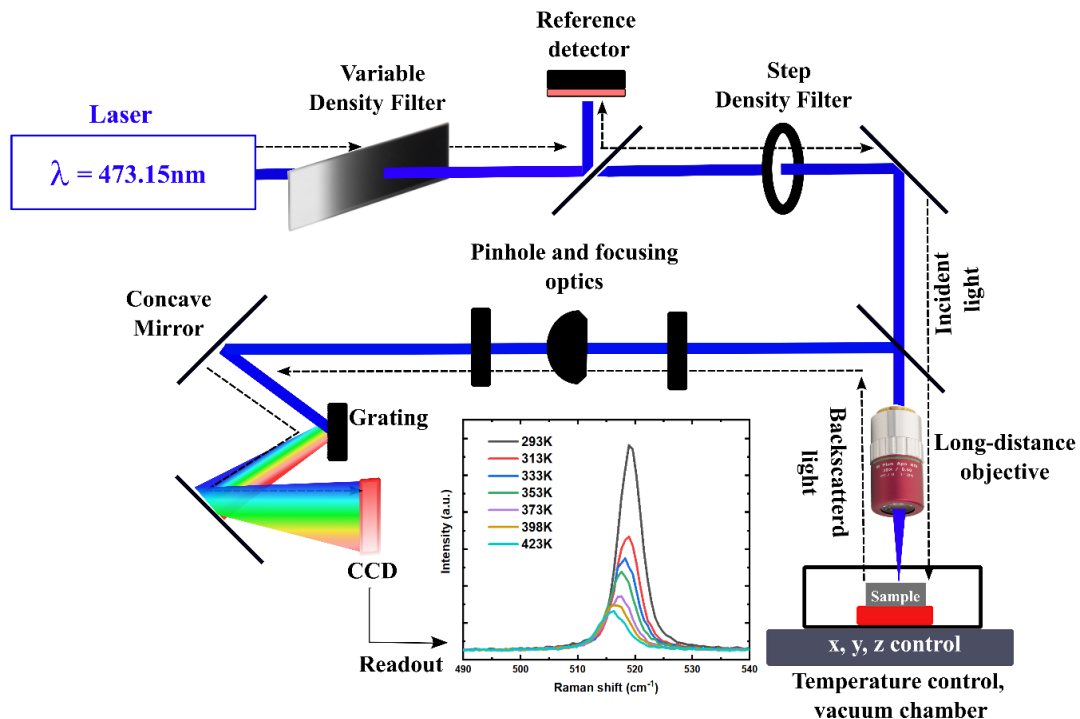 Reference
detector
Variable
Density Filter
Step
Density Filter
Laser
λ = 473.15nm
Pinhole and focusing
optics
Incident
light
Concave
Mirror
Grating
Backscatterd
light
Long-distance
objective
CCD
Readout
293K
313K
333K
353K
373K
398K
423K
Intensity (a.u.)
490
500
510
520
530
540
Raman shift (cm⁻¹)
Sample
x, y, z control
Temperature control,
vacuum chamber